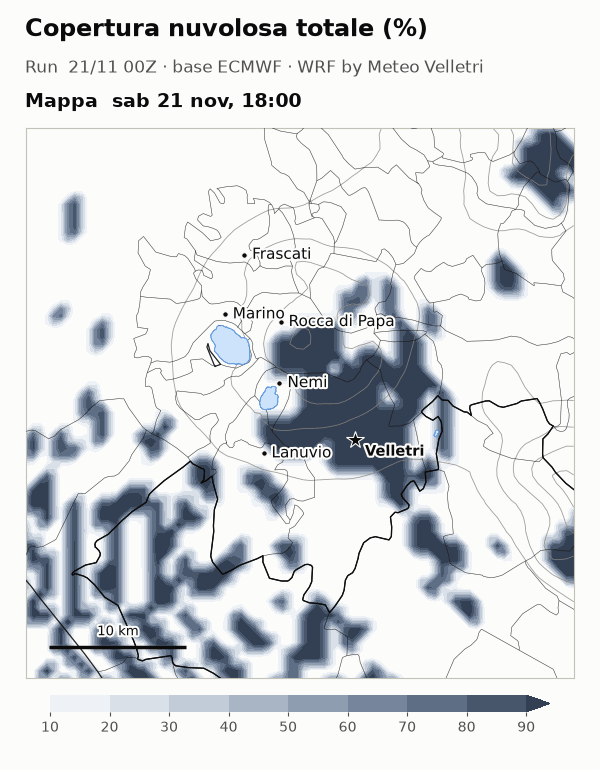 Copertura nuvolosa totale (%)
Run  21/11 00Z · base ECMWF · WRF by Meteo Velletri
Mappa  sab 21 nov, 18:00
Frascati
Marino
Rocca di Papa
Nemi
Velletri
Lanuvio
10 km
10 20 30 40 50 60 70 80 90